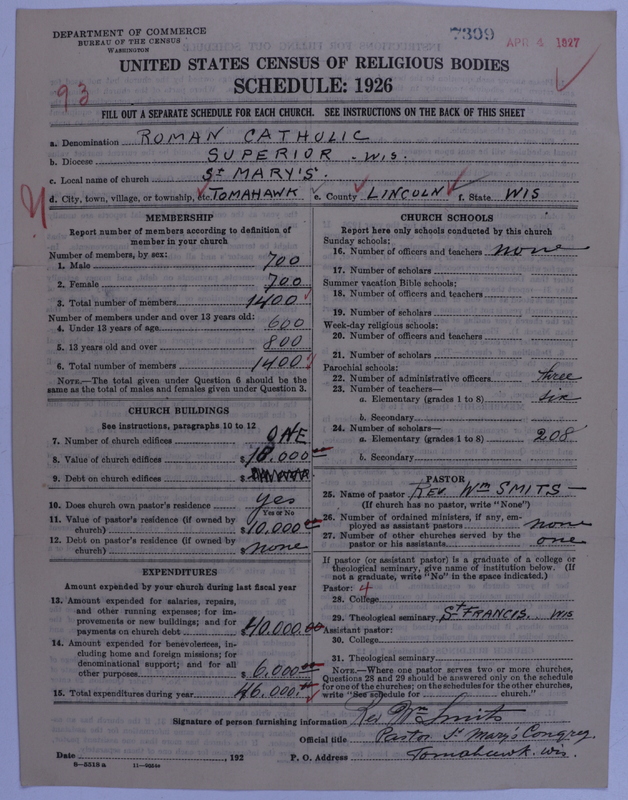 DEPARTMENT OF COMMERCE
BUREAU OF THE CENSUS
WASHINGTON
7399
APR 4 1927
93
UNITED STATES CENSUS OF RELIGIOUS BODIES
SCHEDULE: 1926
FILL OUT A SEPARATE SCHEDULE FOR EACH CHURCH. SEE INSTRUCTIONS ON THE BACK OF THIS SHEET
a. Denomination ROMAN CATHOLIC
b. Diocese SUPERIOR - WIS.
c. Local name of church ST MARY'S.
d. City, town, village, or township, etc. TOMAHAWK e. County LINCOLN f. State WIS
MEMBERSHIP
Report number of members according to definition of
member in your church
Number of members, by sex:
1. Male 700
2. Female 700
3. Total number of members 1400
Number of members under and over 13 years old:
4. Under 13 years of age 600
5. 13 years old and over 800
6. Total number of members 1400
NOTE.—The total given under Question 6 should be
same as the total of males and females given under Question 3.
CHURCH BUILDINGS
See instructions, paragraphs 10 to 12
7. Number of church edifices ONE
8. Value of church edifices $
9. Debt on church edifices $
10. Does church own pastor's residence yes
Yes or No
11. Value of pastor's residence (if owned by
church) $10,000
12. Debt on pastor's residence (if owned by
church) $ none
EXPENDITURES
Amount expended by your church during last fiscal year
13. Amount expended for salaries, repairs,
and other running expenses; for im-
provements or new buildings; and for
payments on church debt 40.000.00
14. Amount expended for benevolences, in-
cluding home and foreign missions; for
denominational support; and for all
other purposes $6.000
15. Total expenditures during year 46.000.
CHURCH SCHOOLS
Report here only schools conducted by this church
Sunday schools:
16. Number of officers and teachers none
17. Number of scholars
Summer vacation Bible schools:
18. Number of officers and teachers
19. Number of scholars
Week-day religious schools:
20. Number of officers and teachers
21. Number of scholars
Parochial schools:
22. Number of administrative officers three
23. Number of teachers—
a. Elementary (grades 1 to 8) six
b. Secondary
24. Number of scholars—
a. Elementary (grades 1 to 8) 208
b. Secondary
PASTOR
25. Name of pastor REV. WM SMITS
(If church has no pastor, write "None")
26. Number of ordained ministers, if any, em-
ployed as assistant pastors none
27. Number of other churches served by the
pastor or his assistants one
If pastor (or assistant pastor) is a graduate of a college or
theological seminary, give name of institution below. (If
not a graduate, write "No" in the space indicated.)
Pastor: 4
28. College
29. Theological seminary ST FRANCIS. WIS
Assistant pastor:
30. College
31. Theological seminary
NOTE.—Where one pastor serves two or more churches,
Questions 28 and 29 should be answered only on the schedule
for one of the churches; on the schedules for the other churches,
write "See schedule for church."
Signature of person furnishing information Rev Wm Smits
Official title Pastor St Mary's Congreg.
Date , 192 P. O. Address Tomahawk. Wis.
8—5518 a